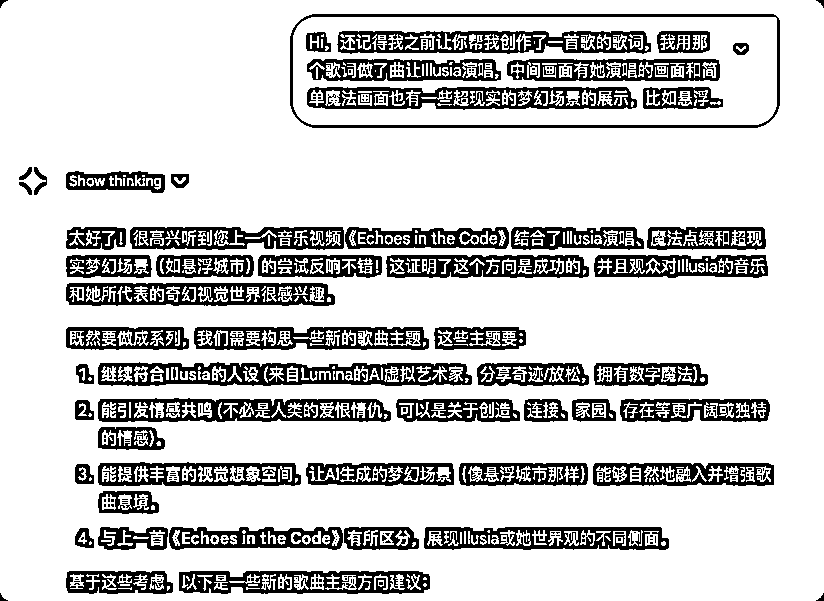 Hi，还记得我之前让你帮我创作了一首歌的歌词，我用那
个歌词做了曲让Illusia演唱，中间画面有她演唱的画面和简
单魔法画面也有一些超现实的梦幻场景的展示，比如悬浮...
Show thinking
太好了！很高兴听到您上一个音乐视频《Echoes in the Code》结合了Illusia演唱、魔法点缀和超现
实梦幻场景（如悬浮城市）的尝试反响不错！这证明了这个方向是成功的，并且观众对Illusia的音乐
和她所代表的奇幻视觉世界很感兴趣。
既然要做成系列，我们需要构思一些新的歌曲主题，这些主题要：
1. 继续符合Illusia的人设 (来自Lumina的AI虚拟艺术家，分享奇迹/放松，拥有数字魔法)。
2. 能引发情感共鸣 (不必是人类的爱恨情仇，可以是关于创造、连接、家园、存在等更广阔或独特
的情感)。
3. 能提供丰富的视觉想象空间，让AI生成的梦幻场景（像悬浮城市那样）能够自然地融入并增强歌
曲意境。
4. 与上一首《Echoes in the Code》有所区分，展现Illusia或她世界观的不同侧面。
基于这些考虑，以下是一些新的歌曲主题方向建议：